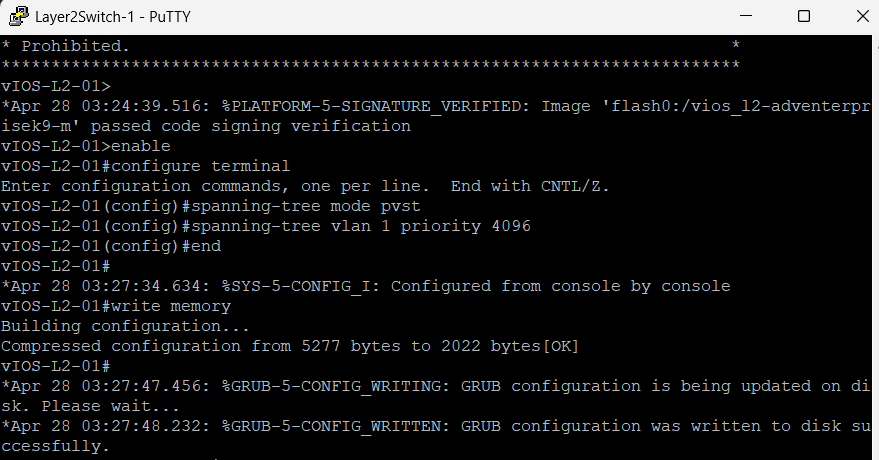 Layer2Switch-1 - PuTTY
* Prohibited. *
**************************************************************************
vIOS-L2-01>
*Apr 28 03:24:39.516: %PLATFORM-5-SIGNATURE_VERIFIED: Image 'flash0:/vios_l2-adventerpr
isek9-m' passed code signing verification
vIOS-L2-01>enable
vIOS-L2-01#configure terminal
Enter configuration commands, one per line.  End with CNTL/Z.
vIOS-L2-01(config)#spanning-tree mode pvst
vIOS-L2-01(config)#spanning-tree vlan 1 priority 4096
vIOS-L2-01(config)#end
vIOS-L2-01#
*Apr 28 03:27:34.634: %SYS-5-CONFIG_I: Configured from console by console
vIOS-L2-01#write memory
Building configuration...
Compressed configuration from 5277 bytes to 2022 bytes[OK]
vIOS-L2-01#
*Apr 28 03:27:47.456: %GRUB-5-CONFIG_WRITING: GRUB configuration is being updated on di
sk. Please wait...
*Apr 28 03:27:48.232: %GRUB-5-CONFIG_WRITTEN: GRUB configuration was written to disk su
ccessfully.